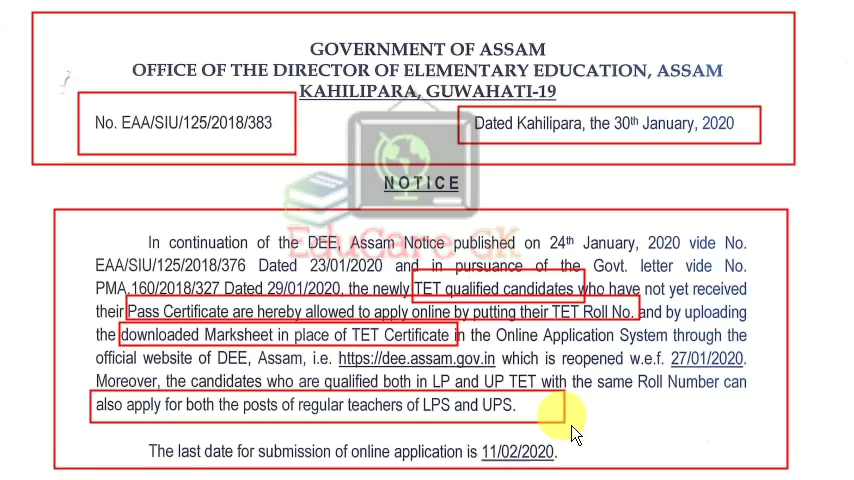 GOVERNMENT OF ASSAM
OFFICE OF THE DIRECTOR OF ELEMENTARY EDUCATION, ASSAM
KAHILIPARA, GUWAHATI-19
No. EAA/SIU/125/2018/383
Dated Kahilipara, the 30th January, 2020
NOTICE
EduCare GK
In continuation of the DEE, Assam Notice published on 24th January, 2020 vide No.
EAA/SIU/125/2018/376 Dated 23/01/2020 and in pursuance of the Govt. letter vide No.
PMA.160/2018/327 Dated 29/01/2020, the newly TET qualified candidates who have not yet received
their Pass Certificate are hereby allowed to apply online by putting their TET Roll No. and by uploading
the downloaded Marksheet in place of TET Certificate in the Online Application System through the
official website of DEE, Assam, i.e. https://dee.assam.gov.in which is reopened w.e.f. 27/01/2020.
Moreover, the candidates who are qualified both in LP and UP TET with the same Roll Number can
also apply for both the posts of regular teachers of LPS and UPS.
The last date for submission of online application is 11/02/2020.